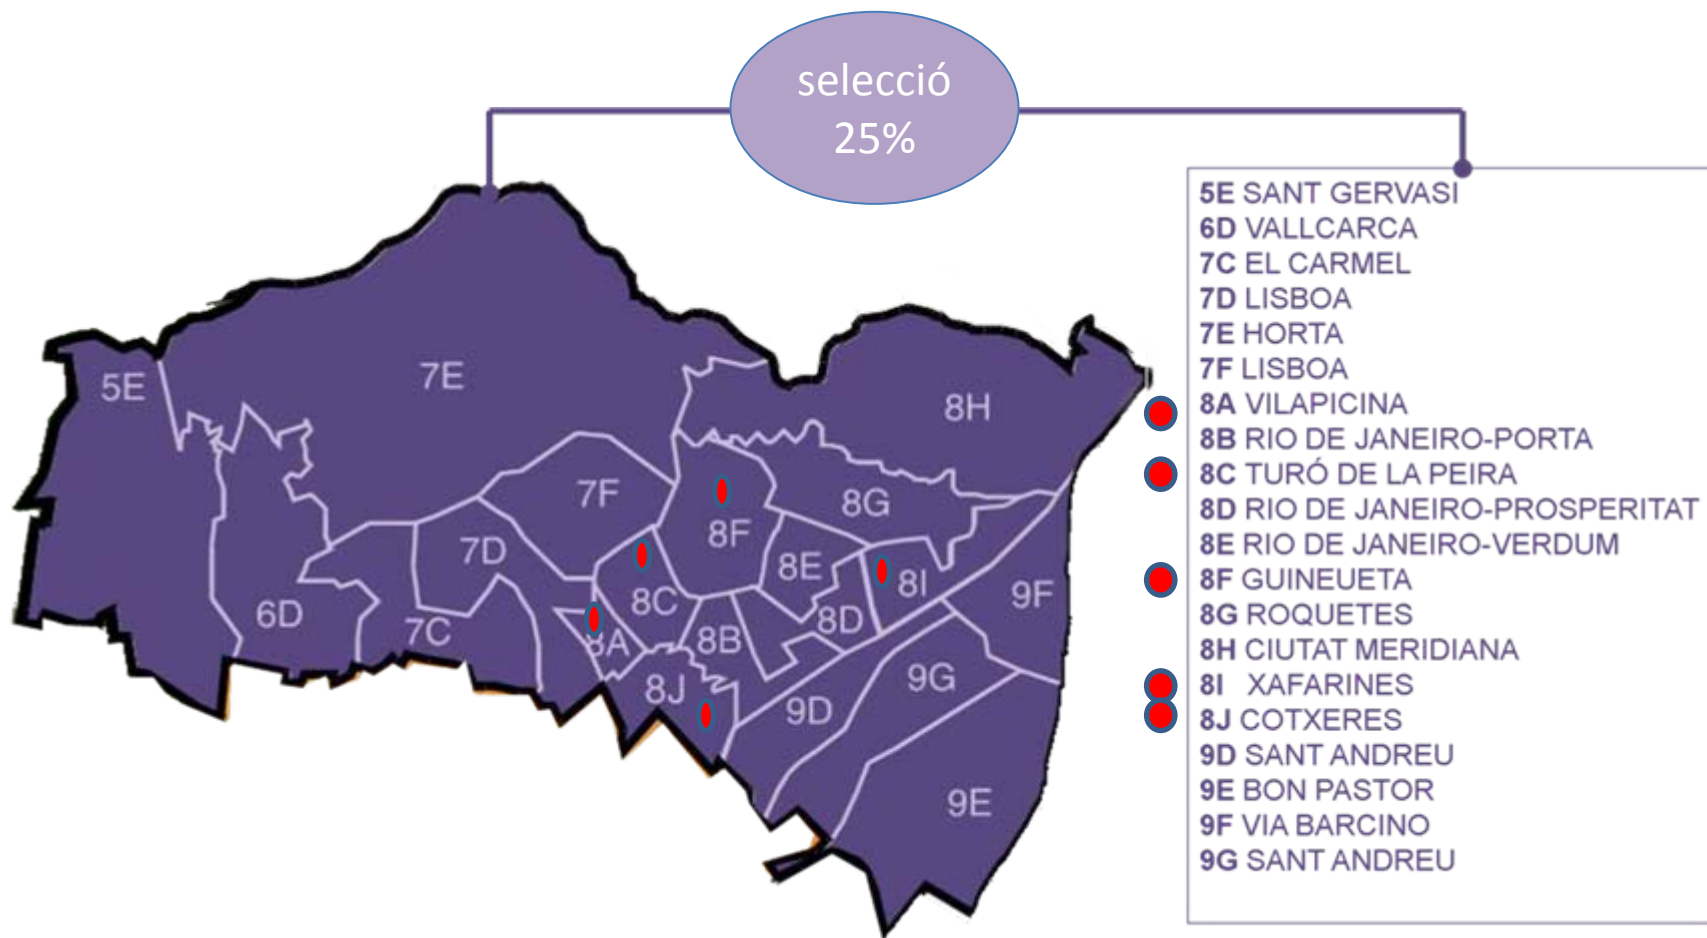 selecció
25%
5E SANT GERVASI
6D VALLCARCA
7C EL CARMEL
7D LISBOA
7E HORTA
7F LISBOA
8A VILAPICINA
8B RIO DE JANEIRO-PORTA
8C TURÓ DE LA PEIRA
8D RIO DE JANEIRO-PROSPERITAT
8E RIO DE JANEIRO-VERDUM
8F GUINEUETA
8G ROQUETES
8H CIUTAT MERIDIANA
8I XAFARINES
8J COTXERES
9D SANT ANDREU
9E BON PASTOR
9F VIA BARCINO
9G SANT ANDREU
5E
7E
8H
7F
8G
8F
7D
8E
8I
9F
8C
6D
7C
8A
8B
8D
8J
9G
9D
9E